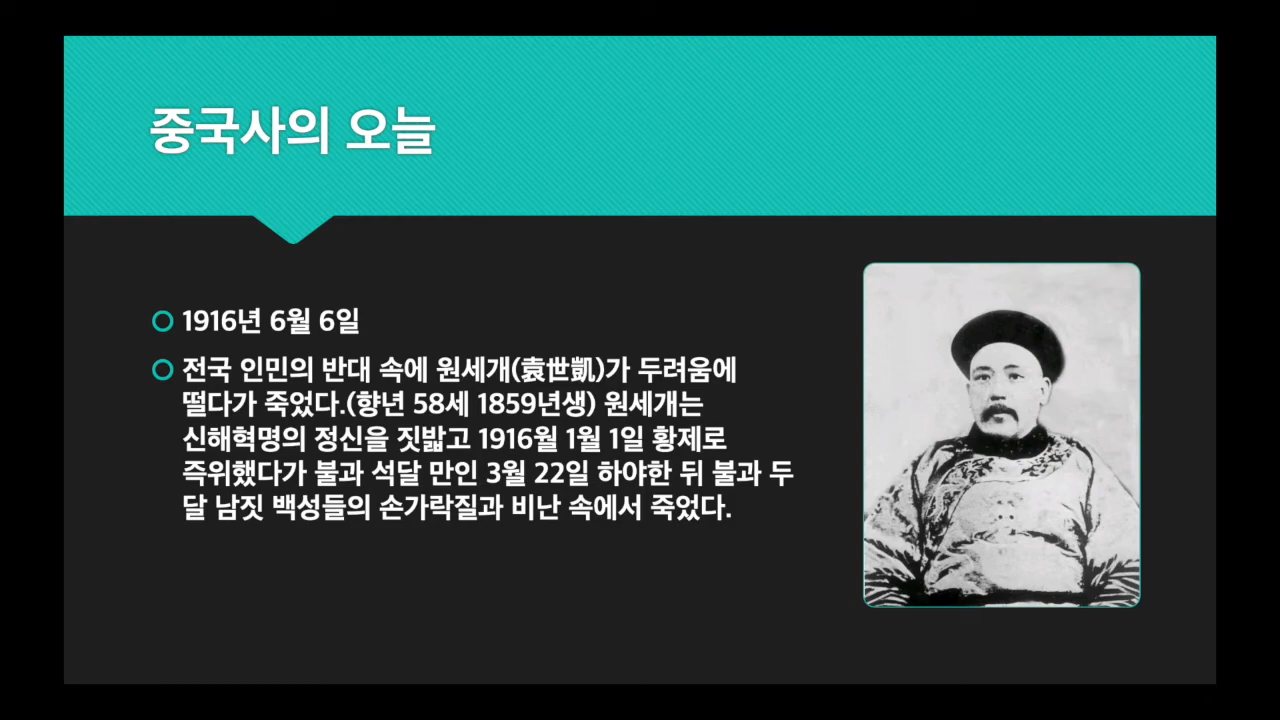 중국사의 오늘
1916년 6월 6일
전국 인민의 반대 속에 원세개(袁世凱)가 두려움에
떨다가 죽었다.(향년 58세 1859년생) 원세개는
신해혁명의 정신을 짓밟고 1916월 1월 1일 황제로
즉위했다가 불과 석달 만인 3월 22일 하야한 뒤 불과 두
달 남짓 백성들의 손가락질과 비난 속에서 죽었다.